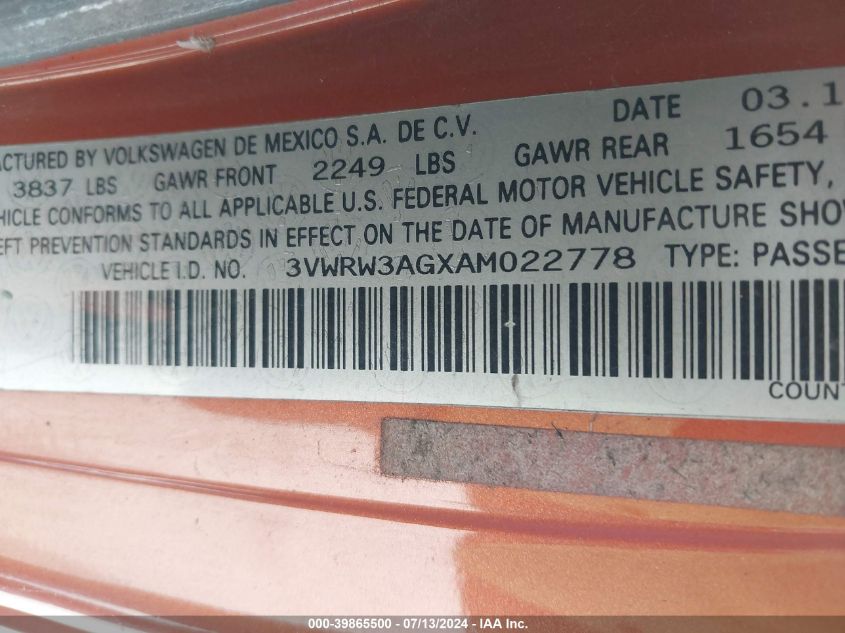 DATE 03.1
ACTURED BY VOLKSWAGEN DE MEXICO S.A. DE C.V.
3837 LBS GAWR FRONT 2249 LBS GAWR REAR 1654
HICLE CONFORMS TO ALL APPLICABLE U.S. FEDERAL MOTOR VEHICLE SAFETY,
EFT PREVENTION STANDARDS IN EFFECT ON THE DATE OF MANUFACTURE SHO
VEHICLE I.D. NO. 3VWRW3AGXAM022778 TYPE: PASSE
COUNT
000-39865500 - 07/13/2024 - IAA Inc.